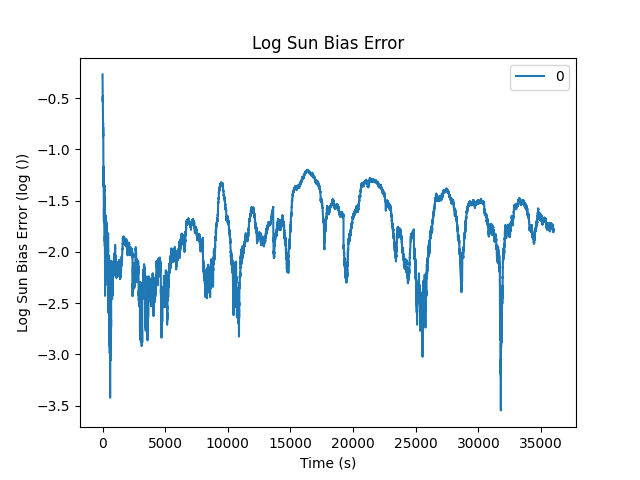 Log Sun Bias Error
0
Log Sun Bias Error (log ())
−0.5
−1.0
−1.5
−2.0
−2.5
−3.0
−3.5
0 5000 10000 15000 20000 25000 30000 35000
Time (s)